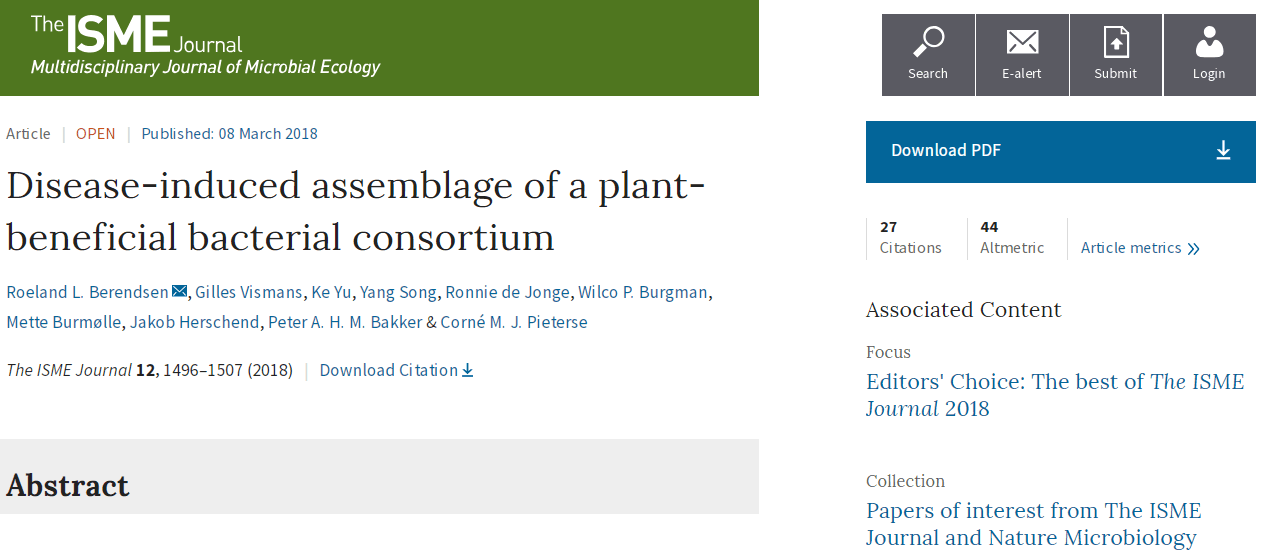 The ISME Journal
Multidisciplinary Journal of Microbial Ecology
Search
E-alert
Submit
Login
Article | OPEN | Published: 08 March 2018
Disease-induced assemblage of a plant-
beneficial bacterial consortium
Roeland L. Berendsen, Gilles Vismans, Ke Yu, Yang Song, Ronnie de Jonge, Wilco P. Burgman,
Mette Burmølle, Jakob Herschend, Peter A. H. M. Bakker & Corné M. J. Pieterse
The ISME Journal 12, 1496–1507 (2018) | Download Citation
Abstract
Download PDF
27
Citations
44
Altmetric
Article metrics
Associated Content
Focus
Editors' Choice: The best of The ISME
Journal 2018
Collection
Papers of interest from The ISME
Journal and Nature Microbiology